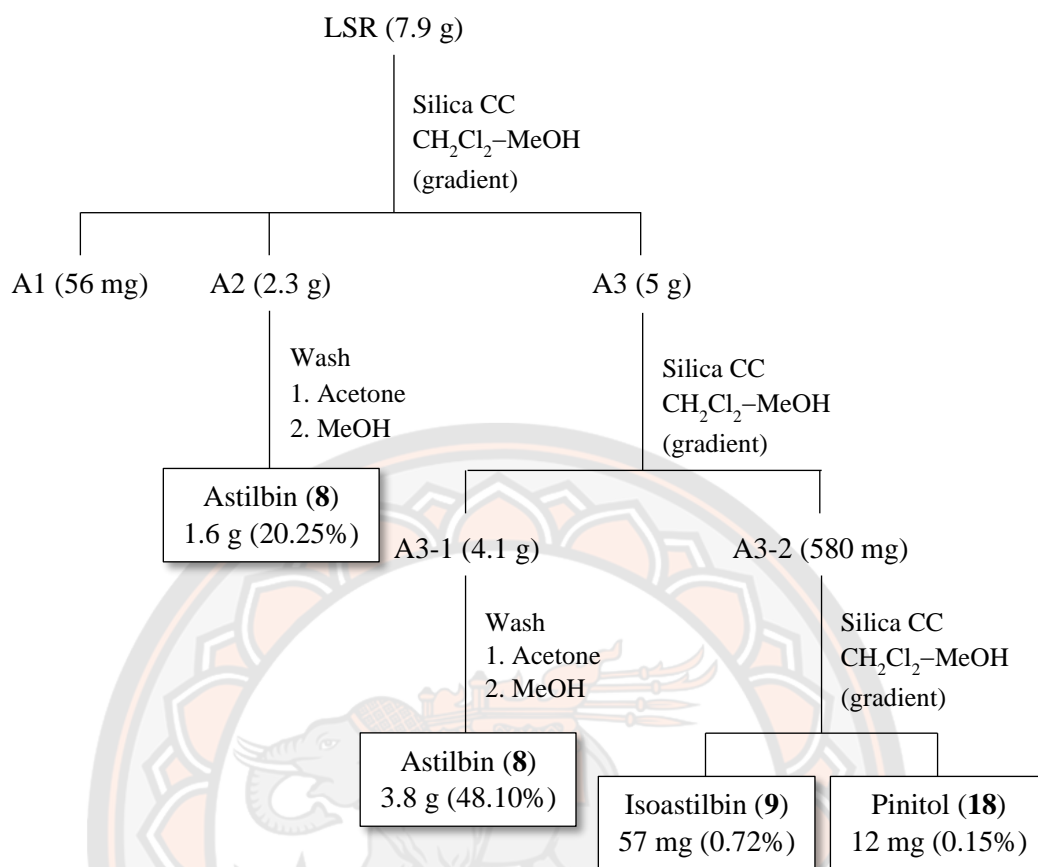 LSR (7.9 g)
Silica CC
CH₂Cl₂–MeOH
(gradient)
A1 (56 mg)
A2 (2.3 g)
A3 (5 g)
Wash
1. Acetone
2. MeOH
Silica CC
CH₂Cl₂–MeOH
(gradient)
Astilbin (8)
1.6 g (20.25%)
A3-1 (4.1 g)
A3-2 (580 mg)
Wash
1. Acetone
2. MeOH
Silica CC
CH₂Cl₂–MeOH
(gradient)
Astilbin (8)
3.8 g (48.10%)
Isoastilbin (9)
57 mg (0.72%)
Pinitol (18)
12 mg (0.15%)